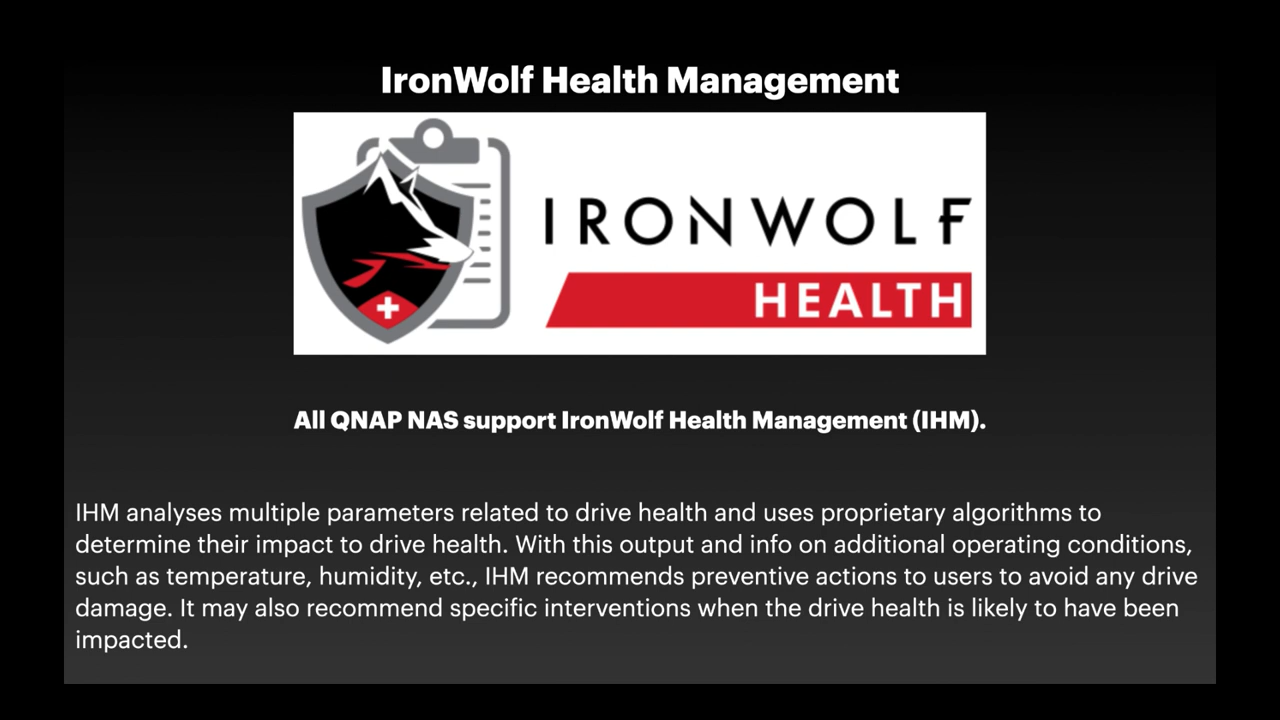 IronWolf Health Management
IRONWOLF
HEALTH
All QNAP NAS support IronWolf Health Management (IHM).
IHM analyses multiple parameters related to drive health and uses proprietary algorithms to
determine their impact to drive health. With this output and info on additional operating conditions,
such as temperature, humidity, etc., IHM recommends preventive actions to users to avoid any drive
damage. It may also recommend specific interventions when the drive health is likely to have been
impacted.